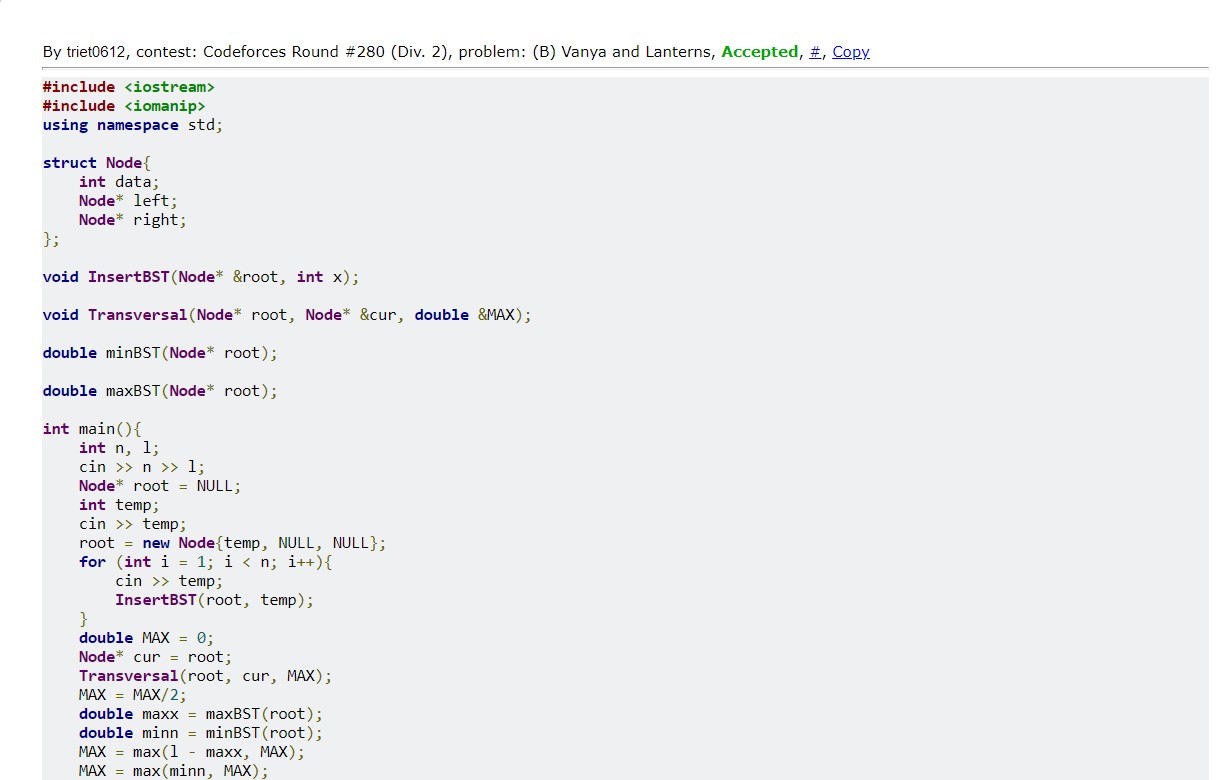 By triet0612, contest: Codeforces Round #280 (Div. 2), problem: (B) Vanya and Lanterns, Accepted, #, Copy
#include <iostream>
#include <iomanip>
using namespace std;
struct Node{
    int data;
    Node* left;
    Node* right;
};
void InsertBST(Node* &root, int x);
void Transversal(Node* root, Node* &cur, double &MAX);
double minBST(Node* root);
double maxBST(Node* root);
int main(){
    int n, l;
    cin >> n >> l;
    Node* root = NULL;
    int temp;
    cin >> temp;
    root = new Node{temp, NULL, NULL};
    for (int i = 1; i < n; i++){
        cin >> temp;
        InsertBST(root, temp);
    }
    double MAX = 0;
    Node* cur = root;
    Transversal(root, cur, MAX);
    MAX = MAX/2;
    double maxx = maxBST(root);
    double minn = minBST(root);
    MAX = max(l - maxx, MAX);
    MAX = max(minn, MAX);